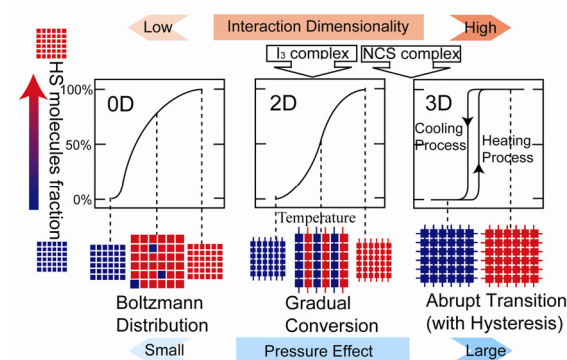 Low
Interaction Dimensionality
High
I₃ complex
NCS complex
HS molecules fraction
100%
50%
0%
0D
2D
3D
Cooling
Process
Heating
Process
Temperature
Boltzmann
Distribution
Gradual
Conversion
Abrupt Transition
(with Hysteresis)
Small
Pressure Effect
Large